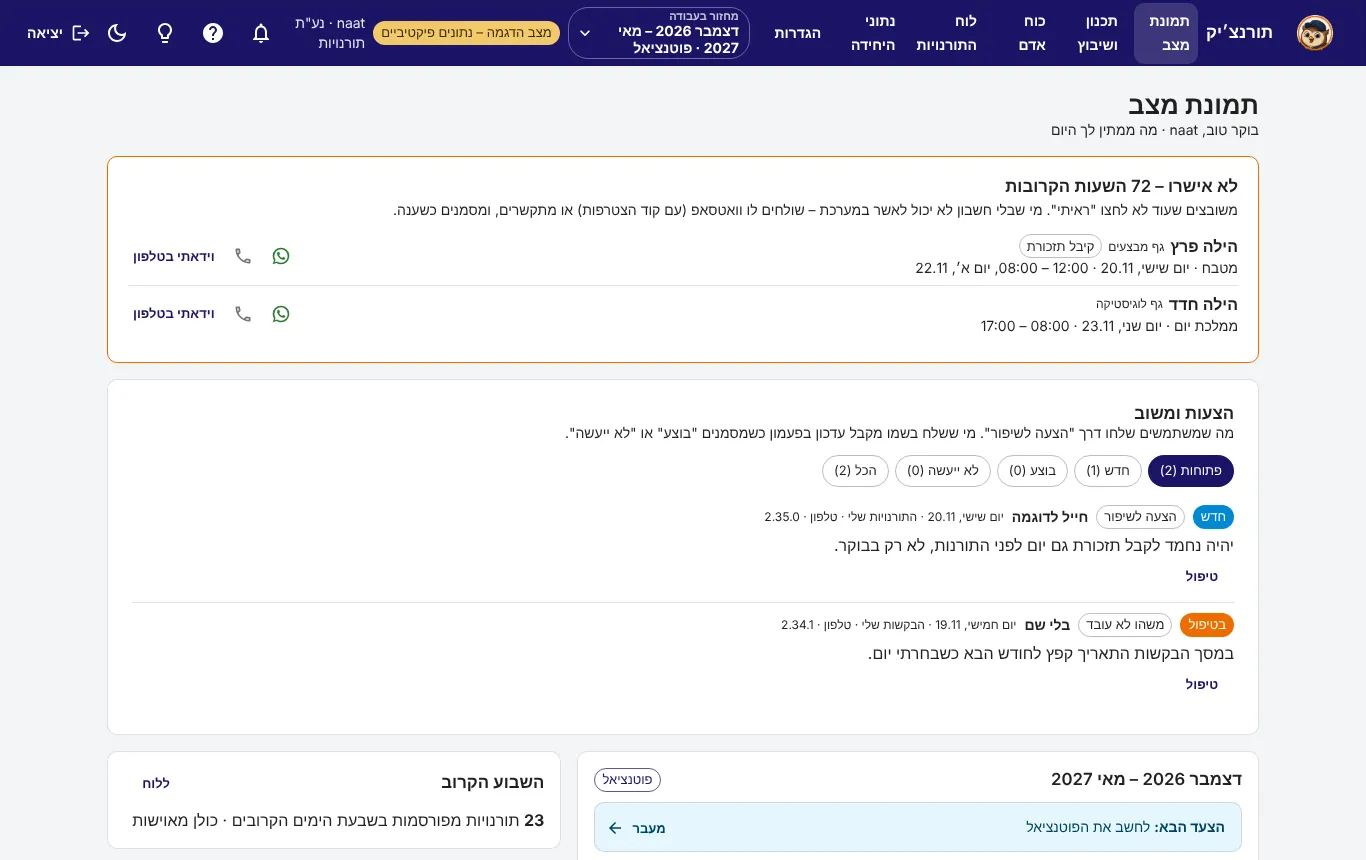 תורנצ׳יק
תמונת מצב
תכנון ושיבוץ
כוח אדם
לוח התורנויות
נתוני היחידה
הגדרות
מחזור בעבודה
דצמבר 2026 – מאי 2027 · פוטנציאל
מצב הדגמה – נתונים פיקטיביים
naat · נע"ת תורנויות
יציאה
תמונת מצב
בוקר טוב, naat · מה ממתין לך היום
לא אישרו – 72 השעות הקרובות
משובצים שעוד לא לחצו "ראיתי". מי שבלי חשבון לא יכול לאשר במערכת – שולחים לו וואטסאפ (עם קוד הצטרפות) או מתקשרים, ומסמנים כשענה.
הילה פרץ גף מבצעים קיבל תזכורת
מטבח · יום שישי, 20.11 · 12:00 – 08:00, יום א׳, 22.11
וידאתי בטלפון
הילה חדד גף לוגיסטיקה
ממלכת יום · יום שני, 23.11 · 08:00 – 17:00
וידאתי בטלפון
הצעות ומשוב
מה שמשתמשים שלחו דרך "הצעה לשיפור". מי ששלח בשמו מקבל עדכון בפעמון כשמסמנים "בוצע" או "לא ייעשה".
פתוחות (2)
חדש (1)
בוצע (0)
לא ייעשה (0)
הכל (2)
חדש הצעה לשיפור חייל לדוגמה יום שישי, 20.11 · התורנויות שלי · טלפון · 2.35.0
יהיה נחמד לקבל תזכורת גם יום לפני התורנות, לא רק בבוקר.
טיפול
בטיפול משהו לא עובד בלי שם יום חמישי, 19.11 · הבקשות שלי · טלפון · 2.34.1
במסך הבקשות התאריך קפץ לחודש הבא כשבחרתי יום.
טיפול
דצמבר 2026 – מאי 2027
פוטנציאל
הצעד הבא: לחשב את הפוטנציאל
מעבר
השבוע הקרוב
ללוח
23 תורנויות מפורסמות בשבעת הימים הקרובים · כולן מאוישות